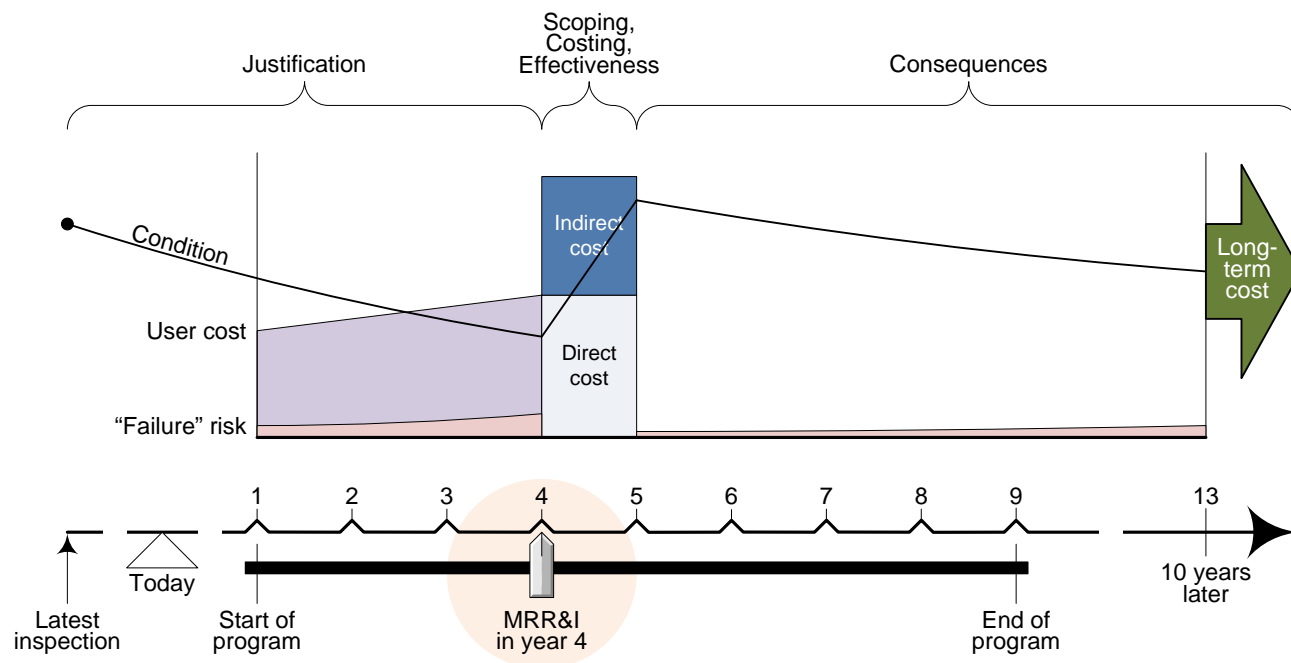 Scoping,
Costing,
Effectiveness
Justification
Consequences
Condition
Indirect
cost
Long-
term
cost
User cost
Direct
cost
“Failure” risk
1
2
3
4
5
6
7
8
9
13
Today
10 years
later
Latest
inspection
Start of
program
MRR&I
in year 4
End of
program